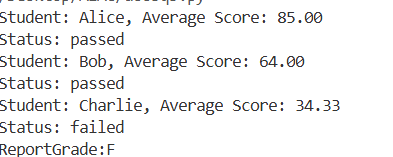 Student: Alice, Average Score: 85.00
Status: passed
Student: Bob, Average Score: 64.00
Status: passed
Student: Charlie, Average Score: 34.33
Status: failed
ReportGrade:F